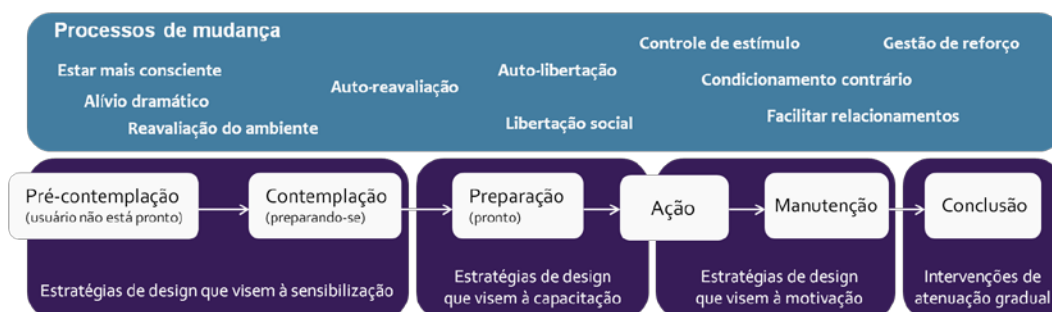 Processos de mudança
Estar mais consciente
Alívio dramático
Reavaliação do ambiente
Auto-reavaliação
Auto-libertação
Libertação social
Controle de estímulo
Gestão de reforço
Condicionamento contrário
Facilitar relacionamentos
Pré-contemplação
(usuário não está pronto)
Contemplação
(preparando-se)
Preparação
(pronto)
Ação
Manutenção
Conclusão
Estratégias de design que visem à sensibilização
Estratégias de design
que visem à capacitação
Estratégias de design
que visem à motivação
Intervenções de
atenuação gradual